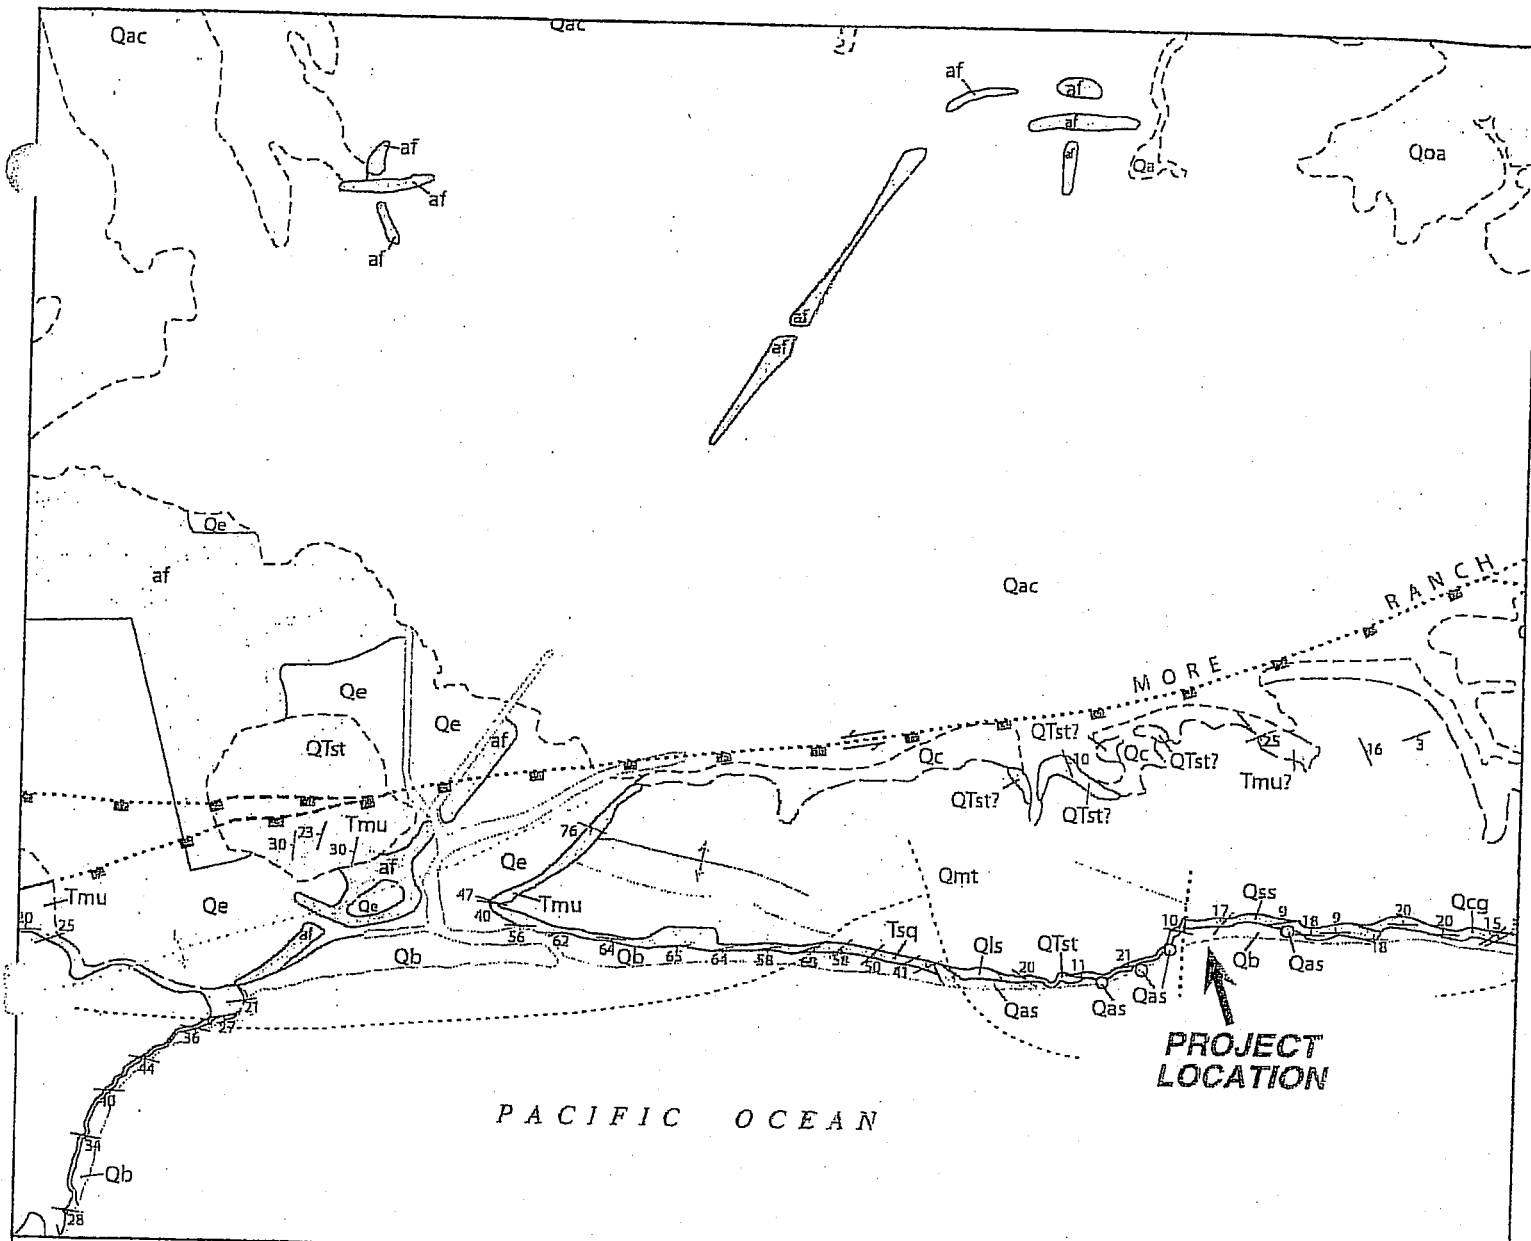 Qac
Qac
af
af
af
Qa
Qoa
af
af
af
af
af
af
Qe
af
Qac
MORE RANCH
Qe
Qe
af
QTst
Qc
QTst?
Qc
QTst?
10
25
16
3
Tmu?
QTst?
QTst?
30
23
30
Tmu
76
af
Qe
Qe
Qe
Tmu
25
af
47
40
Tmu
Qmt
56
62
64
Qb
65
64
58
58
50
41
Tsq
Qls
20
QTst
11
21
10
17
Qss
9
18
9
20
18
20
Qcg
15
Qb
Qas
Qas
Qas
Qas
Qb
21
27
36
44
40
34
Qb
28
PROJECT
LOCATION
PACIFIC OCEAN